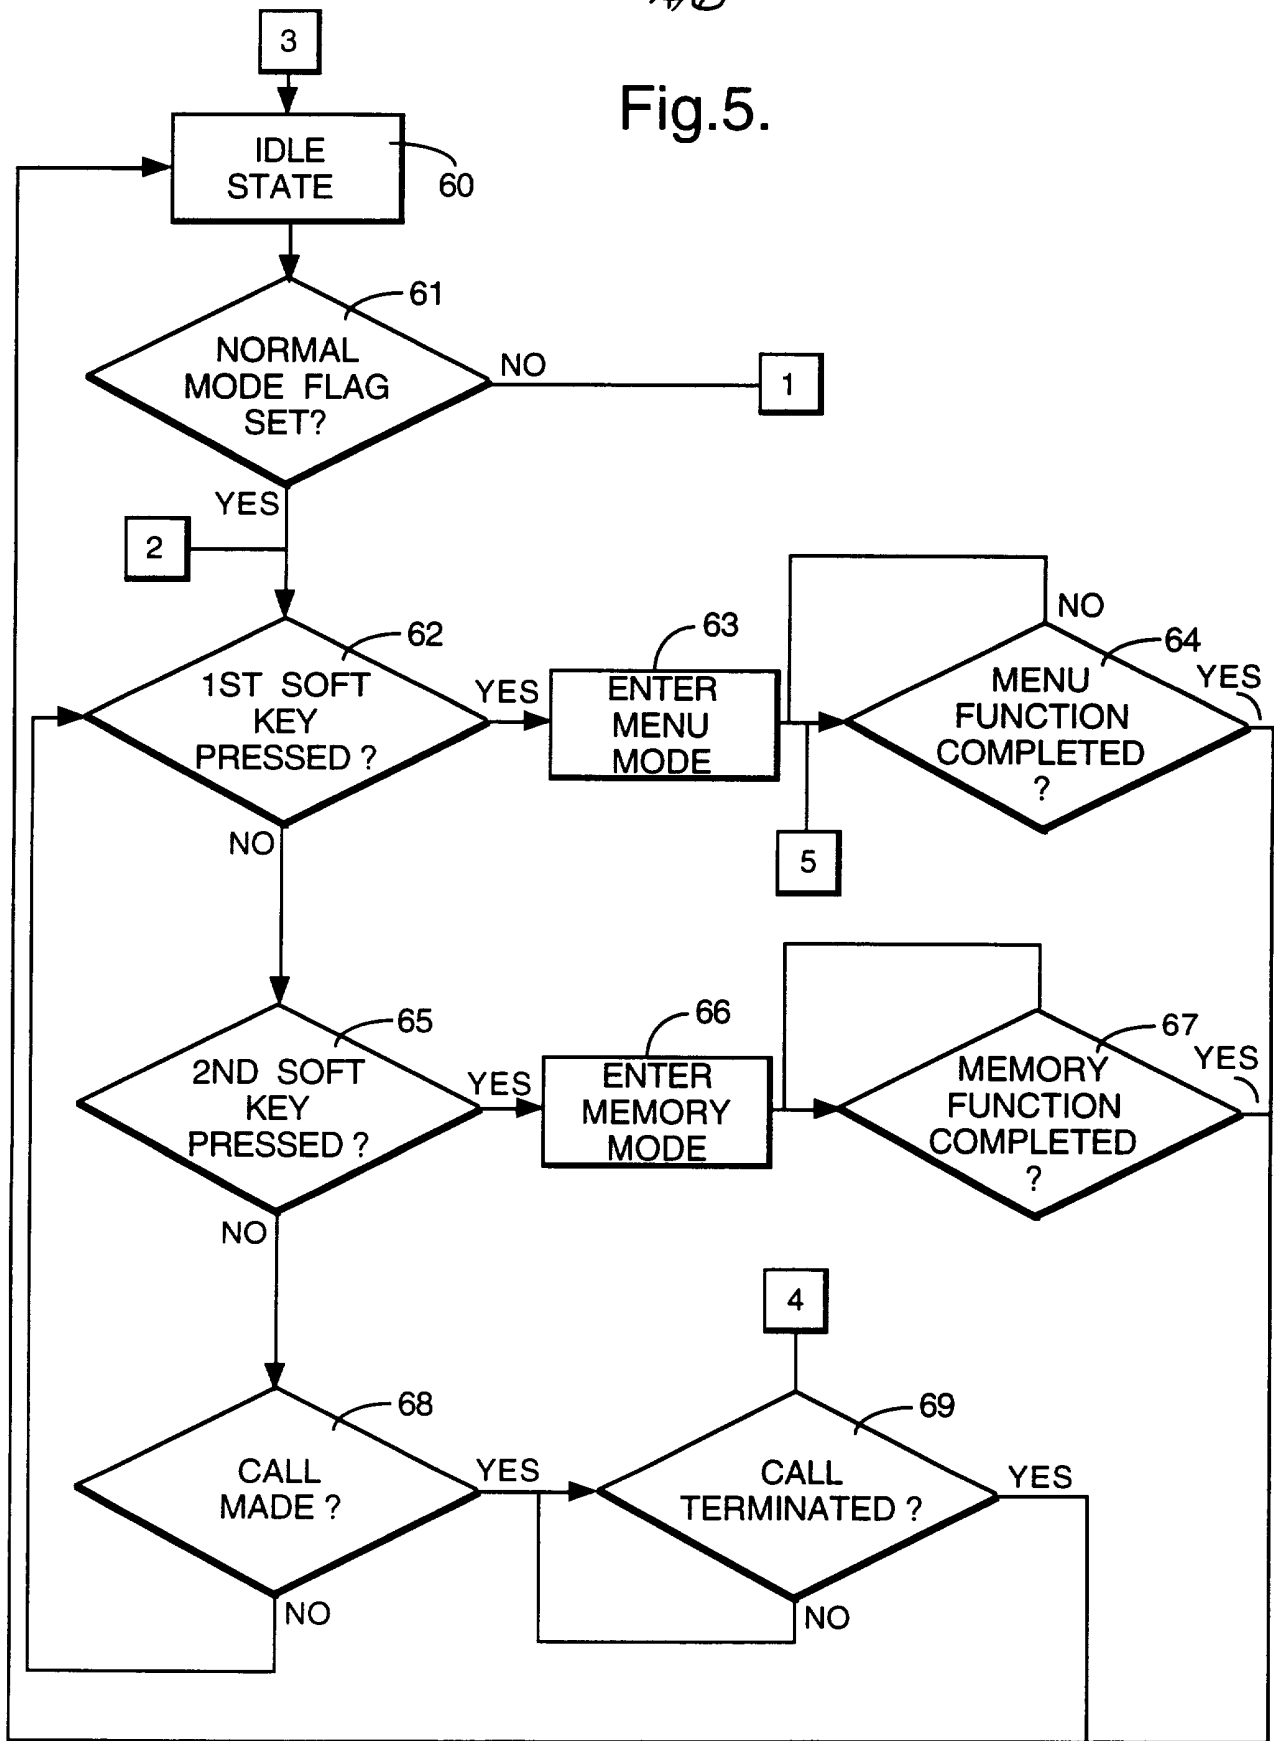 3
Fig.5.
IDLE
STATE
60
61
NORMAL
MODE FLAG
SET?
NO
1
YES
2
62
1ST SOFT
KEY
PRESSED ?
YES
63
ENTER
MENU
MODE
NO
64
MENU
FUNCTION
COMPLETED
?
YES
NO
5
65
2ND SOFT
KEY
PRESSED ?
YES
66
ENTER
MEMORY
MODE
67
MEMORY
FUNCTION
COMPLETED
?
YES
NO
4
68
CALL
MADE ?
YES
69
CALL
TERMINATED ?
YES
NO
NO